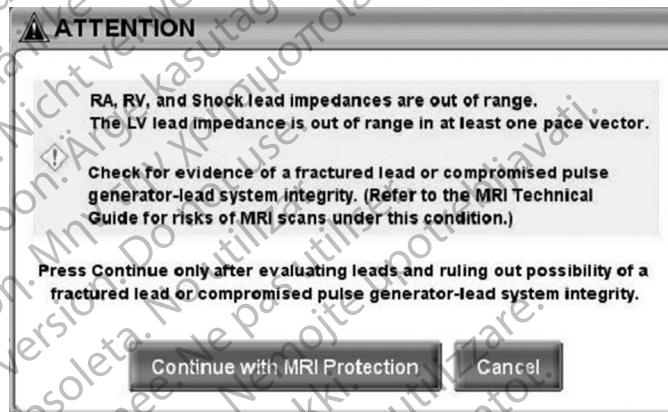 ATTENTION
RA, RV, and Shock lead impedances are out of range.
The LV lead impedance is out of range in at least one pace vector.
Check for evidence of a fractured lead or compromised pulse
generator-lead system integrity. (Refer to the MRI Technical
Guide for risks of MRI scans under this condition.)
Press Continue only after evaluating leads and ruling out possibility of a
fractured lead or compromised pulse generator-lead system integrity.
Continue with MRI Protection
Cancel